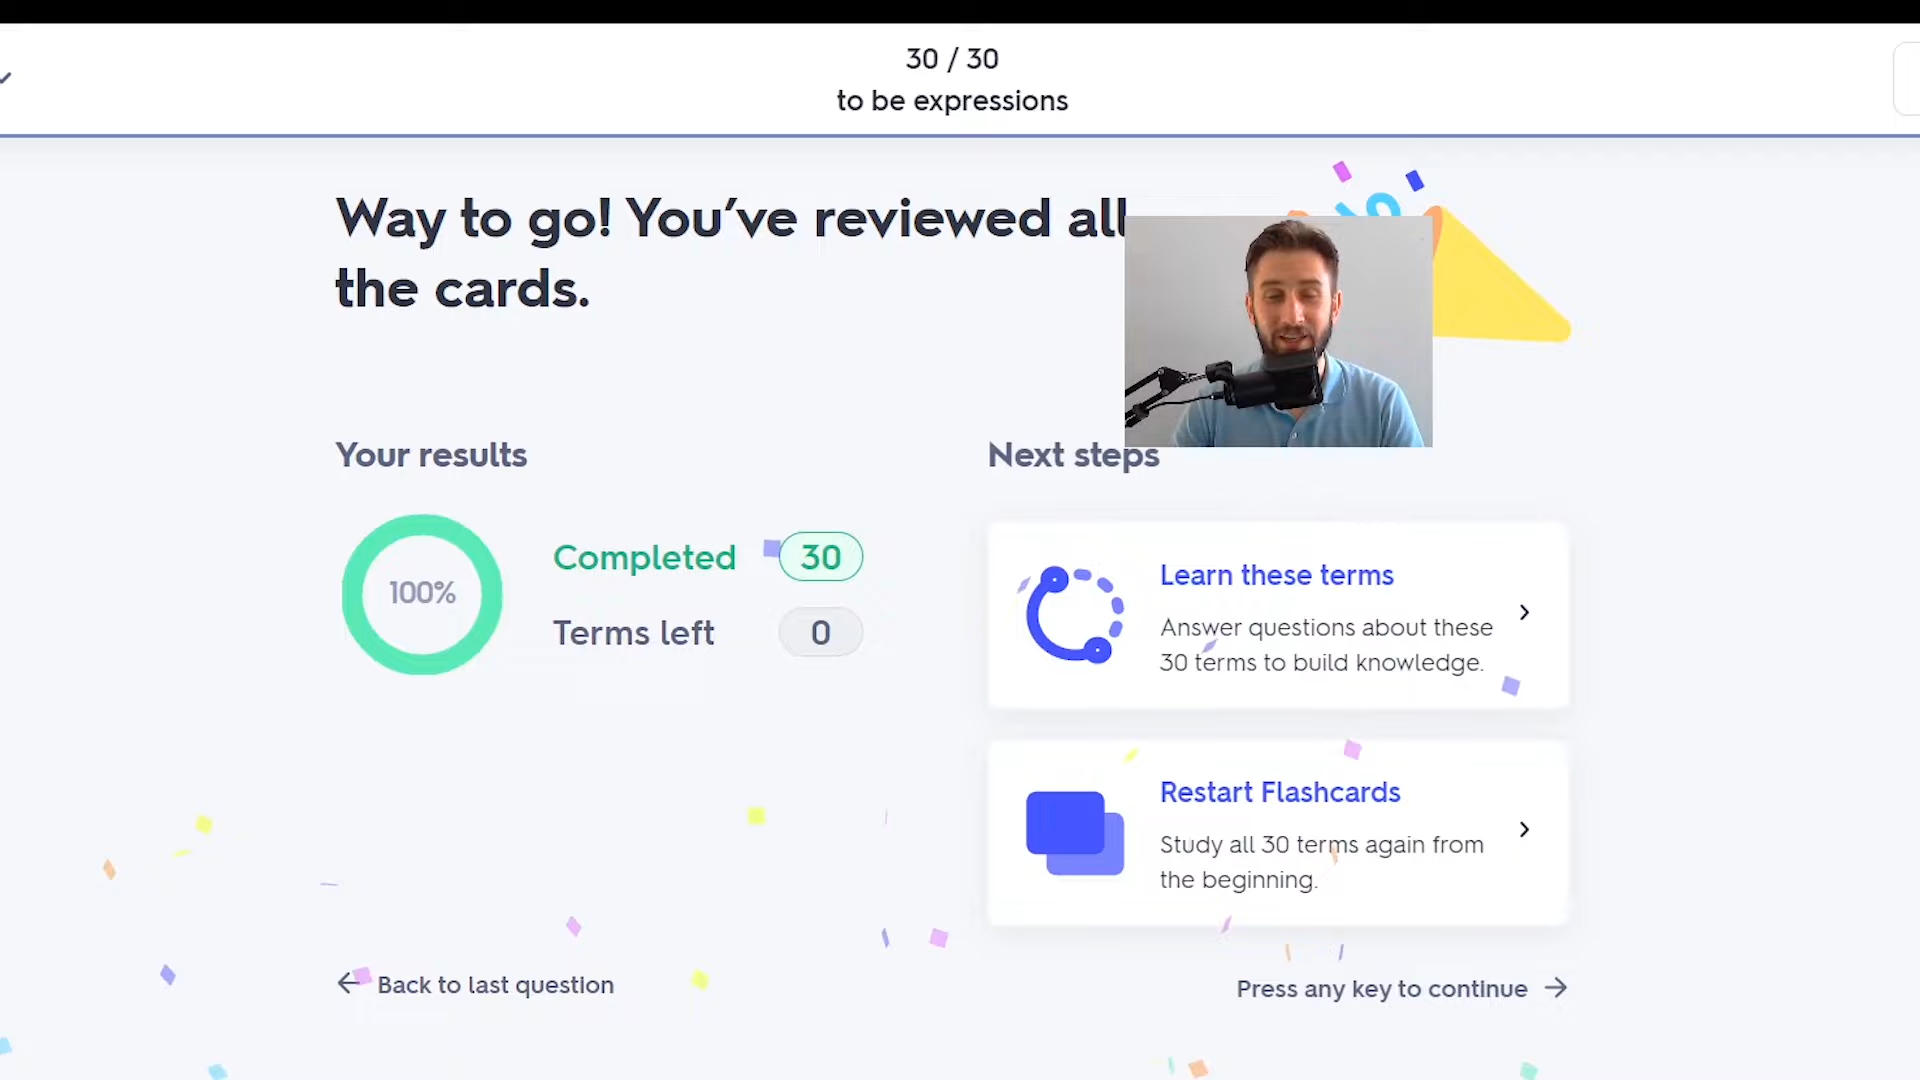 30 / 30
to be expressions
Way to go! You've reviewed all
the cards.
Your results
100%
Completed 30
Terms left 0
Next steps
Learn these terms
Answer questions about these
30 terms to build knowledge.
Restart Flashcards
Study all 30 terms again from
the beginning.
Back to last question
Press any key to continue